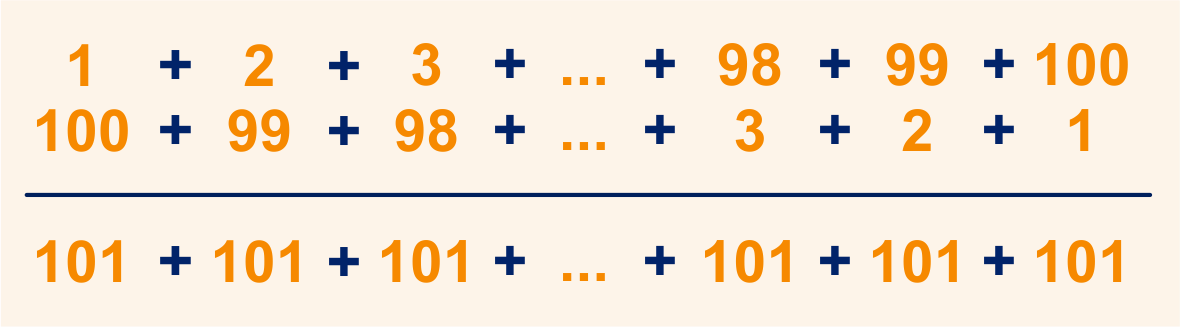 1 + 2 + 3 + ... + 98 + 99 + 100
100 + 99 + 98 + ... + 3 + 2 + 1
101 + 101 + 101 + ... + 101 + 101 + 101